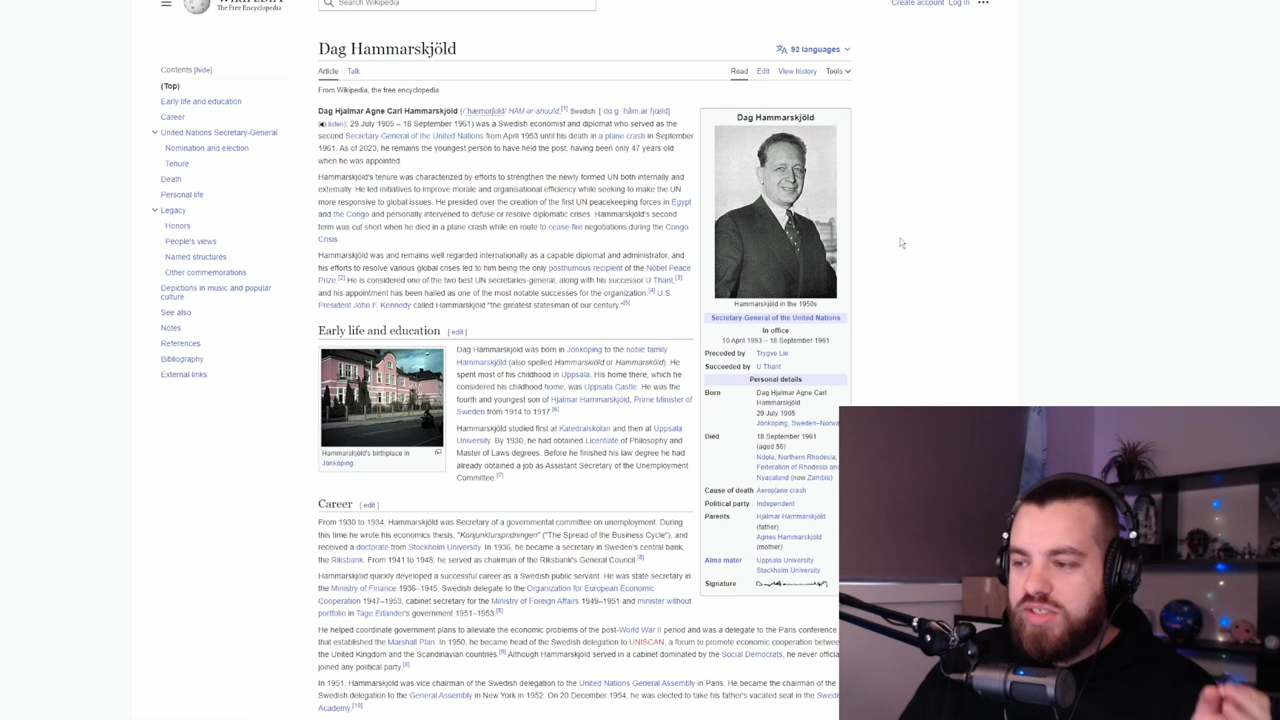 The Free Encyclopedia
Search Wikipedia
Create account Log in
Dag Hammarskjöld
92 languages
Article Talk
Read Edit View history Tools
From Wikipedia, the free encyclopedia
Contents [hide]
(Top)
Early life and education
Career
United Nations Secretary-General
Nomination and election
Tenure
Death
Personal life
Legacy
Honors
People's views
Named structures
Other commemorations
Depictions in music and popular
culture
See also
Notes
References
Bibliography
External links
Dag Hjalmar Agne Carl Hammarskjöld HAM-ər-shuuld,[1] Swedish:
listen); 29 July 1905 – 18 September 1961) was a Swedish economist and diplomat who served as the
second Secretary-General of the United Nations from April 1953 until his death in a plane crash in September
1961. As of 2023, he remains the youngest person to have held the post, having been only 47 years old
when he was appointed.
Hammarskjöld's tenure was characterized by efforts to strengthen the newly formed UN both internally and
externally. He led initiatives to improve morale and organisational efficiency while seeking to make the UN
more responsive to global issues. He presided over the creation of the first UN peacekeeping forces in Egypt
and the Congo and personally intervened to defuse or resolve diplomatic crises. Hammarskjöld's second
term was cut short when he died in a plane crash while en route to cease-fire negotiations during the Congo
Crisis.
Hammarskjöld was and remains well regarded internationally as a capable diplomat and administrator, and
his efforts to resolve various global crises led to him being the only posthumous recipient of the Nobel Peace
Prize.[2] He is considered one of the two best UN secretaries-general, along with his successor U Thant,[3]
and his appointment has been hailed as one of the most notable successes for the organization.[4] U.S.
President John F. Kennedy called Hammarskjöld "the greatest statesman of our century."[5]
Early life and education [ edit ]
Hammarskjöld's birthplace in
Jönköping.
Dag Hammarskjöld was born in Jönköping to the noble family
Hammarskjöld (also spelled Hammarskiöld or Hammarsköld). He
spent most of his childhood in Uppsala. His home there, which he
considered his childhood home, was Uppsala Castle. He was the
fourth and youngest son of Hjalmar Hammarskjöld, Prime Minister of
Sweden from 1914 to 1917.[6]
Hammarskjöld studied first at Katedralskolan and then at Uppsala
University. By 1930, he had obtained Licentiate of Philosophy and
Master of Laws degrees. Before he finished his law degree he had
already obtained a job as Assistant Secretary of the Unemployment
Committee.[7]
Career [ edit ]
From 1930 to 1934, Hammarskjöld was Secretary of a governmental committee on unemployment. During
this time he wrote his economics thesis, "Konjunkturspridningen" ("The Spread of the Business Cycle"), and
received a doctorate from Stockholm University. In 1936, he became a secretary in Sweden's central bank,
the Riksbank. From 1941 to 1948, he served as chairman of the Riksbank's General Council.[8]
Hammarskjöld quickly developed a successful career as a Swedish public servant. He was state secretary in
the Ministry of Finance 1936–1945, Swedish delegate to the Organization for European Economic
Cooperation 1947–1953, cabinet secretary for the Ministry of Foreign Affairs 1949–1951 and minister without
portfolio in Tage Erlander's government 1951–1953.[8]
He helped coordinate government plans to alleviate the economic problems of the post-World War II period and was a delegate to the Paris conference
that established the Marshall Plan. In 1950, he became head of the Swedish delegation to UNISCAN, a forum to promote economic cooperation between
the United Kingdom and the Scandinavian countries.[9] Although Hammarskjöld served in a cabinet dominated by the Social Democrats, he never official
joined any political party.[8]
In 1951, Hammarskjöld was vice chairman of the Swedish delegation to the United Nations General Assembly in Paris. He became the chairman of the
Swedish delegation to the General Assembly in New York in 1952. On 20 December 1954, he was elected to take his father's vacated seat in the Swedi
Academy.[10]
Dag Hammarskjöld
Hammarskjöld in the 1950s
Secretary-General of the United Nations
In office
10 April 1953 – 18 September 1961
Preceded by Trygve Lie
Succeeded by U Thant
Personal details
Born Dag Hjalmar Agne Carl
Hammarskjöld
29 July 1905
Jönköping, Sweden–Norwa
Died 18 September 1961
(aged 56)
Ndola, Northern Rhodesia,
Federation of Rhodesia and
Nyasaland (now Zambia)
Cause of death Aeroplane crash
Political party Independent
Parents Hjalmar Hammarskjöld
(father)
Agnes Hammarskjöld
(mother)
Alma mater Uppsala University
Stockholm University
Signature